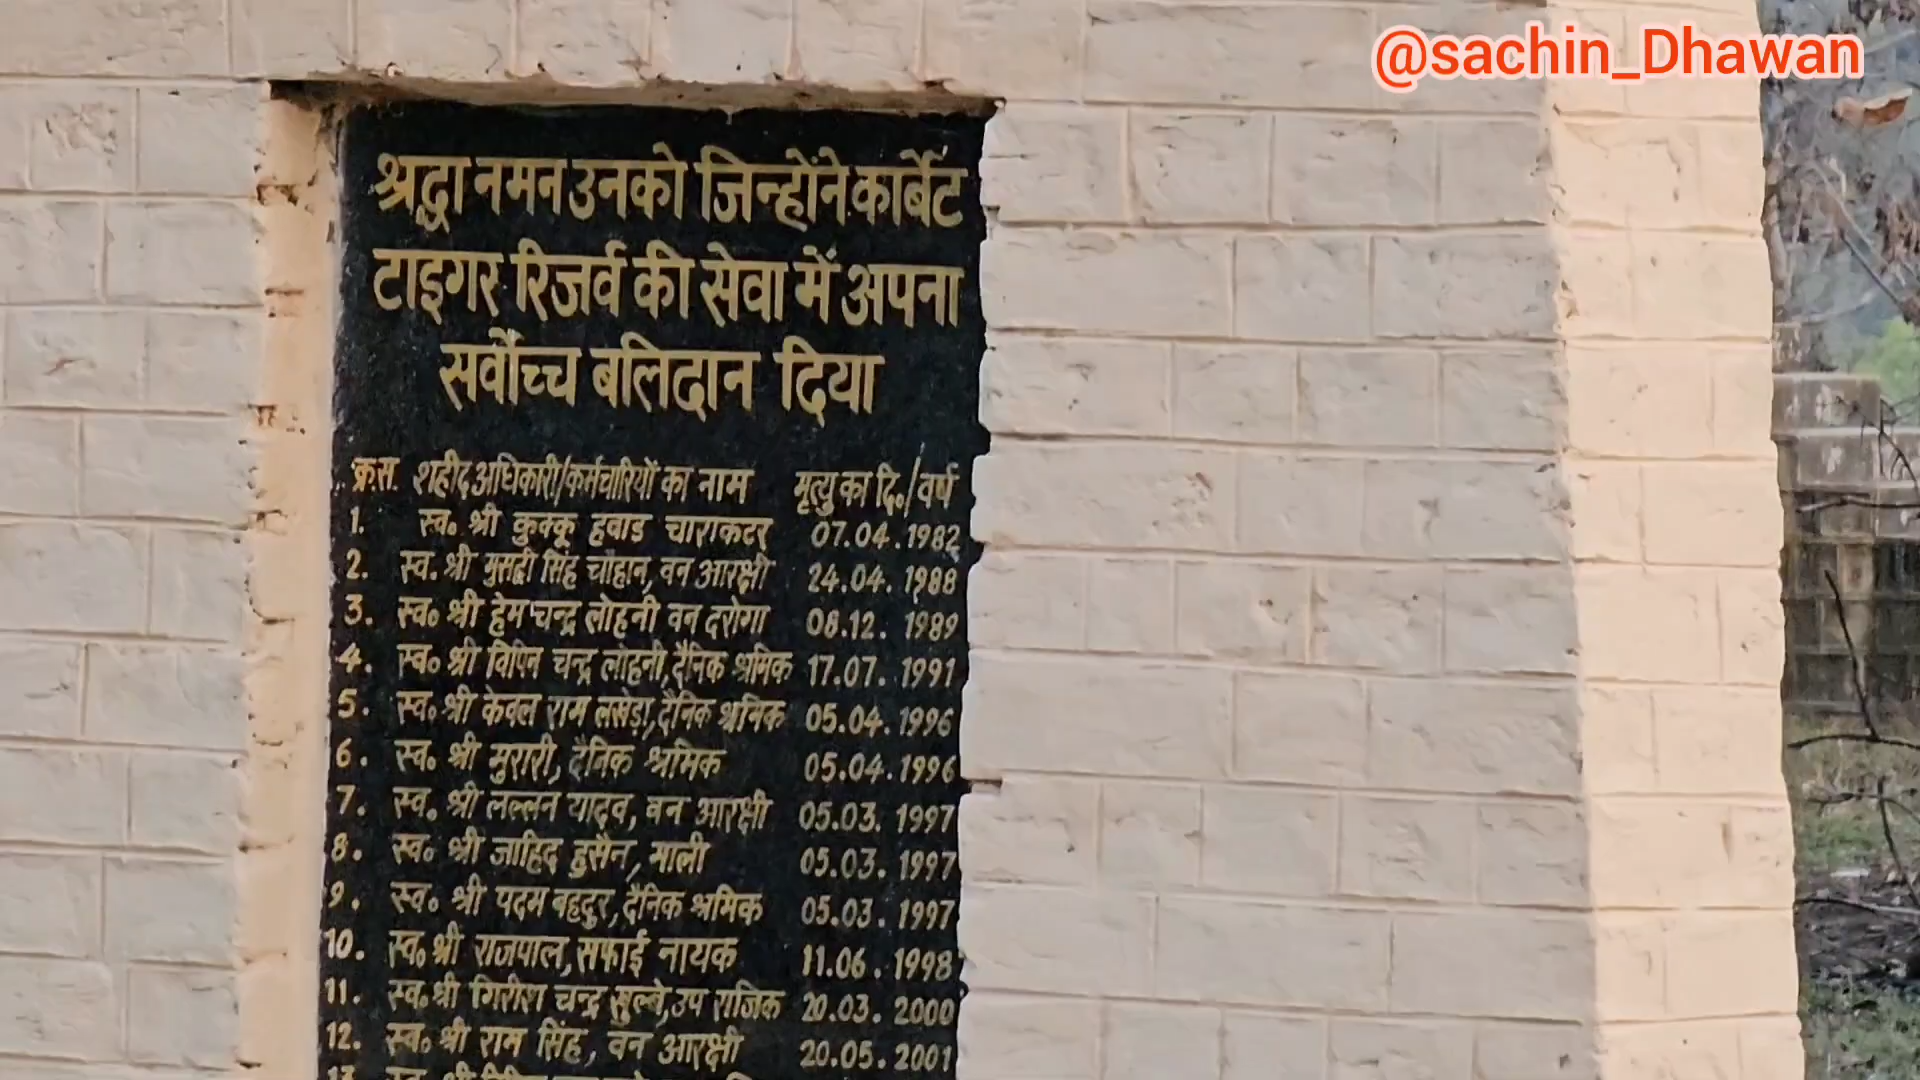 @sachin_Dhawan
श्रद्धा नमन उनको जिन्होंने कार्बेट
टाइगर रिजर्व की सेवा में अपना
सर्वोच्च बलिदान दिया
क्र.स. शहीद अधिकारी/कर्मचारियों का नाम मृत्यु का दि०/वर्ष
1. स्व० श्री कुक्कू हवाड चाराकटर 07.04.1982
2. स्व. श्री मुसद्दी सिंह चौहान, वन आरक्षी 24.04.1988
3. स्व० श्री हेम चन्द्र लोहनी वन दरोगा 08.12.1989
4. स्व० श्री विपिन चन्द्र लोहनी, दैनिक श्रमिक 17.07.1991
5. स्व० श्री केवल राम लखेड़ा, दैनिक श्रमिक 05.04.1996
6. स्व० श्री मुरारी, दैनिक श्रमिक 05.04.1996
7. स्व. श्री लल्लन यादव, वन आरक्षी 05.03.1997
8. स्व० श्री जाहिद हुसैन, माली 05.03.1997
9. स्व० श्री पदम बहदुर, दैनिक श्रमिक 05.03.1997
10. स्व० श्री राजपाल, सफाई नायक 11.06.1998
11. स्व० श्री गिरीश चन्द्र खुल्बे, उप राजिक 20.03.2000
12. स्व० श्री राम सिंह, वन आरक्षी 20.05.2001